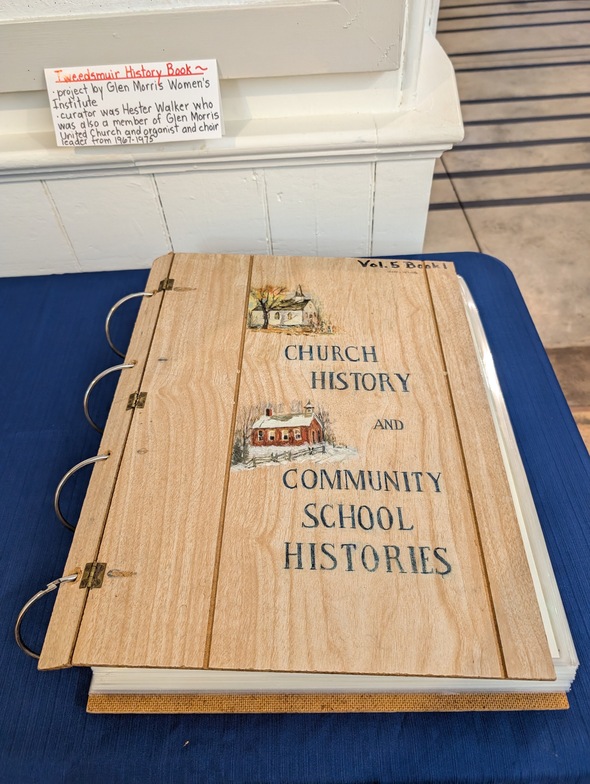 Tweedsmuir History Book ~
· project by Glen Morris Women's
Institute
· curator was Hester Walker who
was also a member of Glen Morris
United Church and organist and choir
leader from 1967-1975
Vol. 5 Book 1
CHURCH
HISTORY
AND
COMMUNITY
SCHOOL
HISTORIES